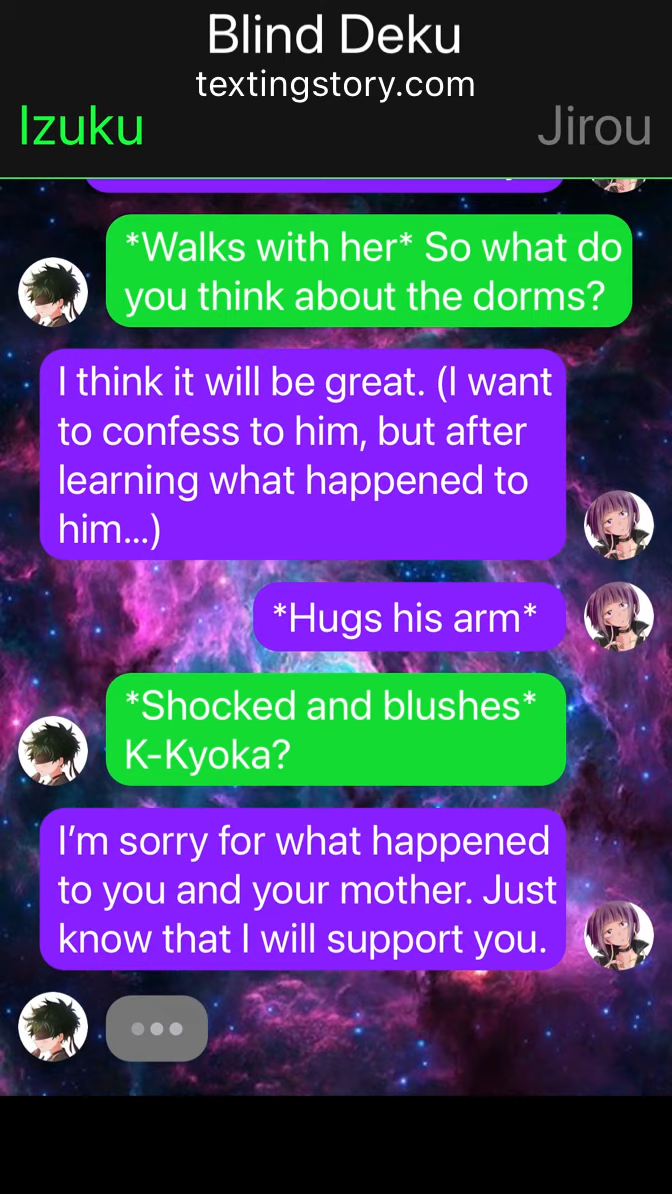 Blind Deku
textingstory.com
Izuku
Jirou
*Walks with her* So what do
you think about the dorms?
I think it will be great. (I want
to confess to him, but after
learning what happened to
him...)
*Hugs his arm*
*Shocked and blushes*
K-Kyoka?
I’m sorry for what happened
to you and your mother. Just
know that I will support you.